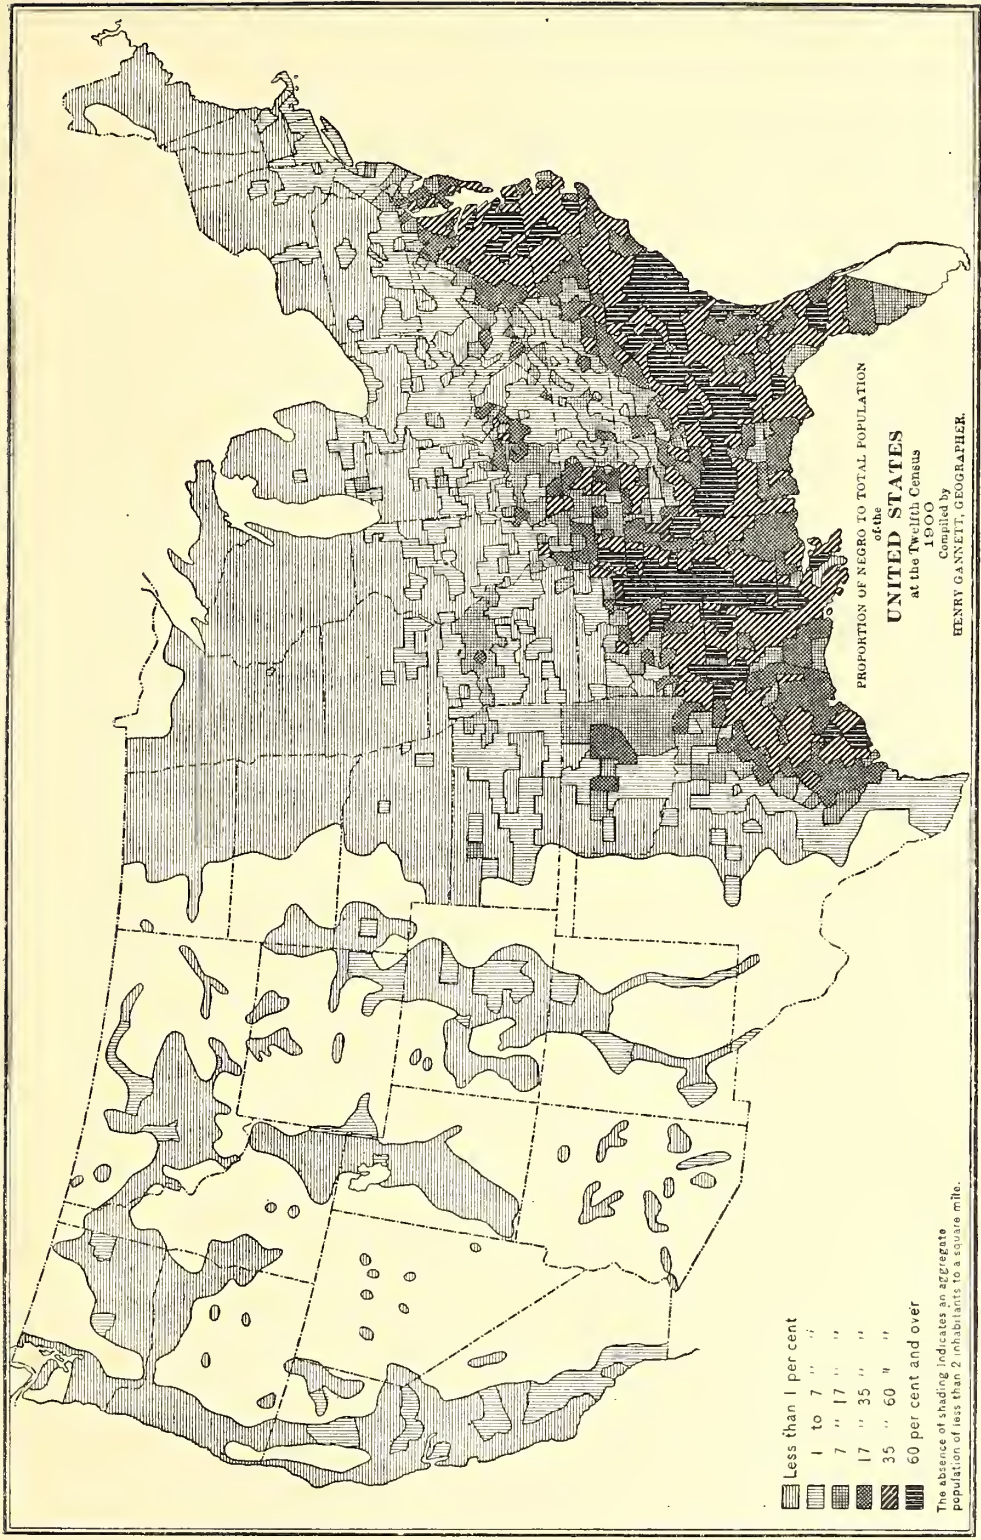 PROPORTION OF NEGRO TO TOTAL POPULATION
of the
UNITED STATES
at the Twelfth Census
1900
Compiled by
HENRY GANNETT, GEOGRAPHER.
Less than 1 per cent
1 to 7 " "
7 " 17 " "
17 " 35 " "
35 " 60 " "
60 per cent and over
The absence of shading indicates an aggregate
population of less than 2 inhabitants to a square mile.